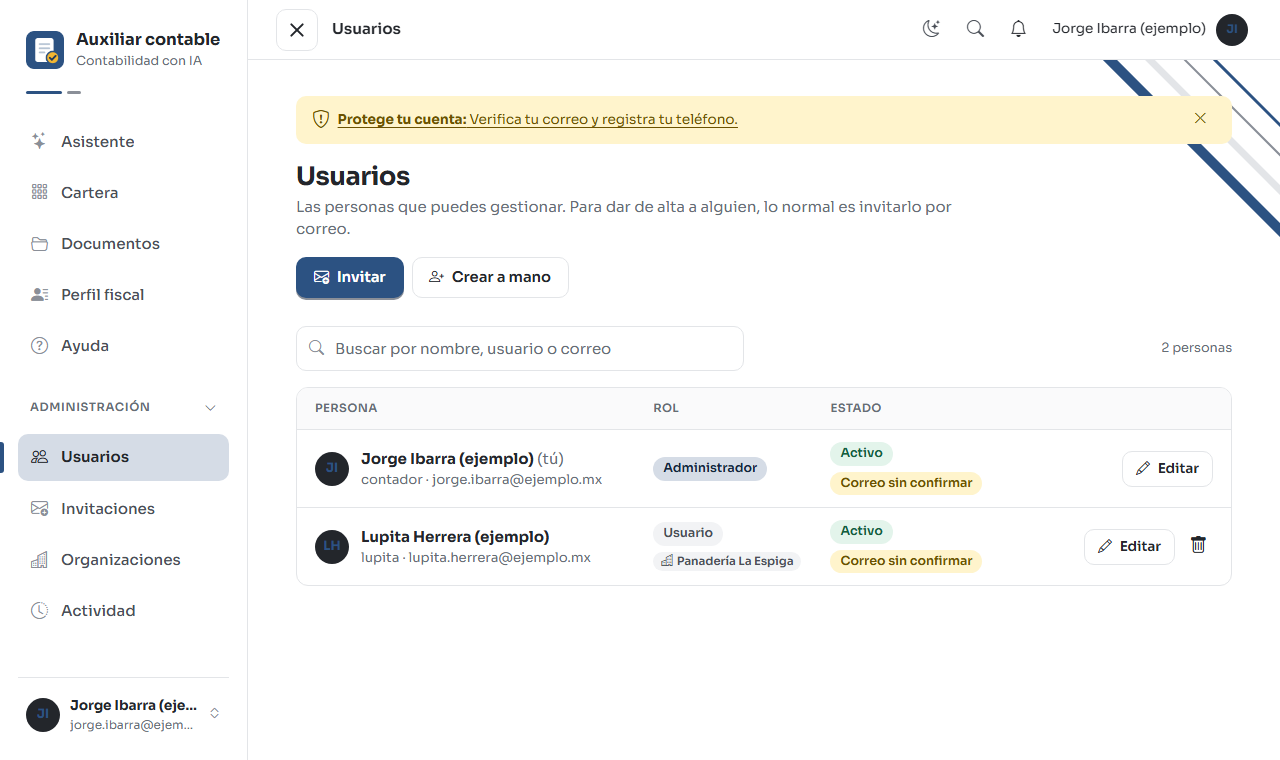 Auxiliar contable
Contabilidad con IA
Asistente
Cartera
Documentos
Perfil fiscal
Ayuda
ADMINISTRACIÓN
Usuarios
Invitaciones
Organizaciones
Actividad
JI
Jorge Ibarra (eje...
jorge.ibarra@ejem...
Usuarios
Jorge Ibarra (ejemplo)
JI
Protege tu cuenta: Verifica tu correo y registra tu teléfono.
Usuarios
Las personas que puedes gestionar. Para dar de alta a alguien, lo normal es invitarlo por
correo.
Invitar
Crear a mano
Buscar por nombre, usuario o correo
2 personas
PERSONA ROL ESTADO
JI
Jorge Ibarra (ejemplo) (tú)
contador · jorge.ibarra@ejemplo.mx
Administrador
Activo
Correo sin confirmar
Editar
LH
Lupita Herrera (ejemplo)
lupita · lupita.herrera@ejemplo.mx
Usuario
Panadería La Espiga
Activo
Correo sin confirmar
Editar